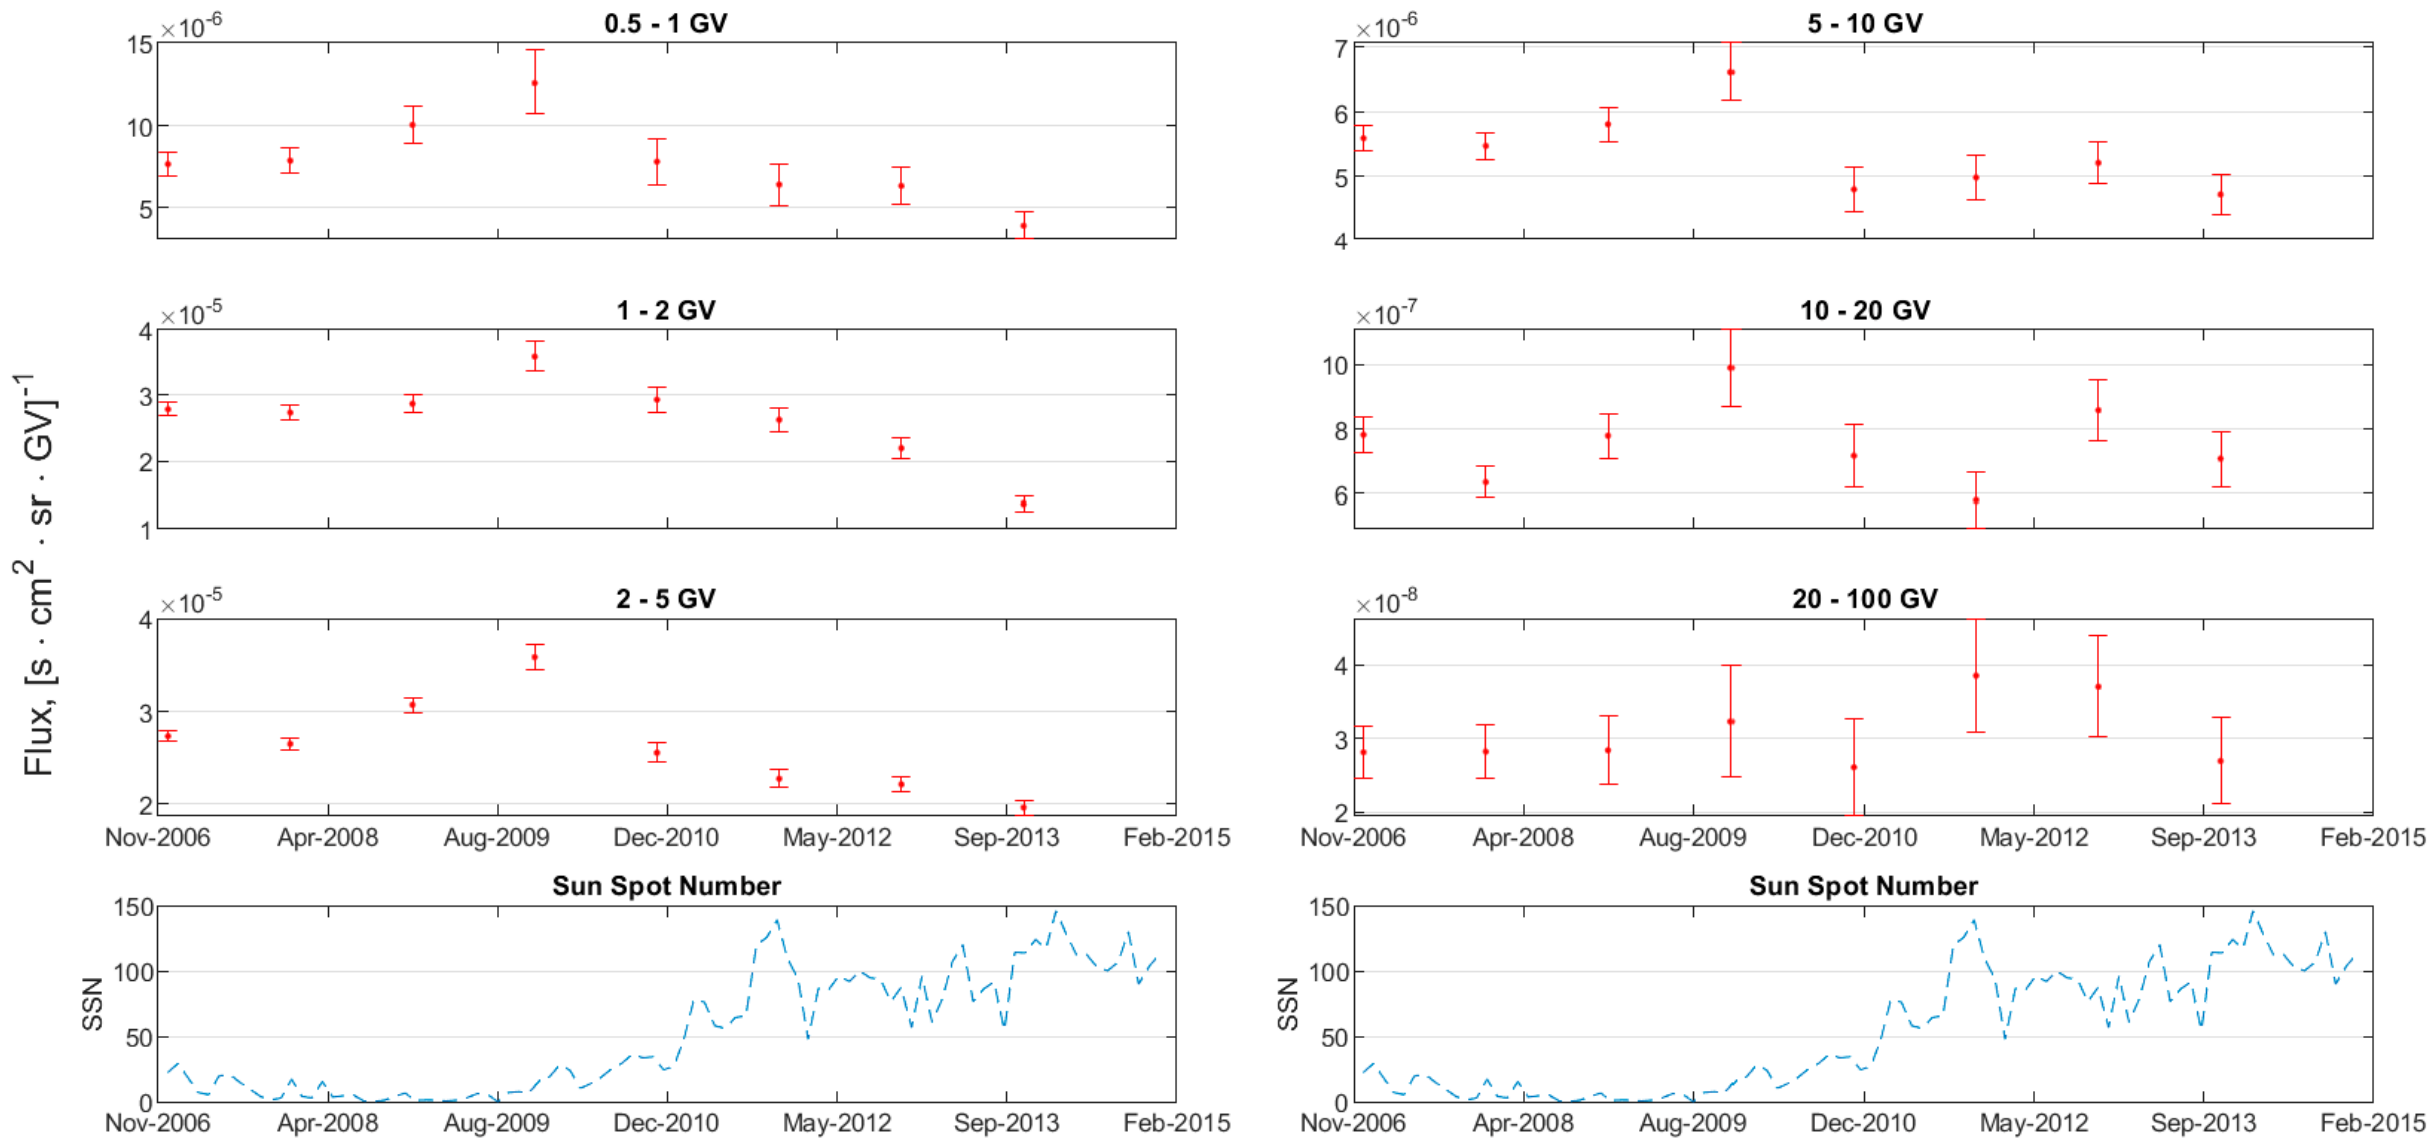 Flux, [s · cm² · sr · GV]⁻¹
0.5 - 1 GV
×10⁻⁶
15
10
5
1 - 2 GV
×10⁻⁵
4
3
2
1
2 - 5 GV
×10⁻⁵
4
3
2
Nov-2006 Apr-2008 Aug-2009 Dec-2010 May-2012 Sep-2013 Feb-2015
Sun Spot Number
SSN
150
100
50
0
Nov-2006 Apr-2008 Aug-2009 Dec-2010 May-2012 Sep-2013 Feb-2015
5 - 10 GV
×10⁻⁶
7
6
5
4
10 - 20 GV
×10⁻⁷
10
8
6
20 - 100 GV
×10⁻⁸
4
3
2
Nov-2006 Apr-2008 Aug-2009 Dec-2010 May-2012 Sep-2013 Feb-2015
Sun Spot Number
SSN
150
100
50
0
Nov-2006 Apr-2008 Aug-2009 Dec-2010 May-2012 Sep-2013 Feb-2015